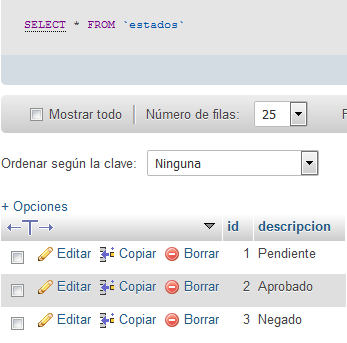 SELECT * FROM `estados`
Mostrar todo Número de filas: 25
Ordenar según la clave: Ninguna
+ Opciones
id descripcion
Editar Copiar Borrar 1 Pendiente
Editar Copiar Borrar 2 Aprobado
Editar Copiar Borrar 3 Negado